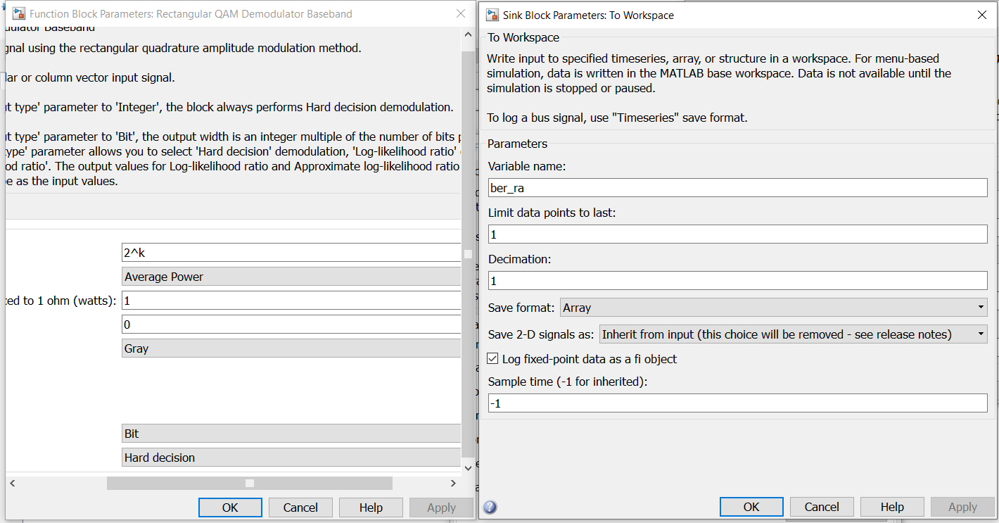 Function Block Parameters: Rectangular QAM Demodulator Baseband
Baseband
gnal using the rectangular quadrature amplitude modulation method.
lar or column vector input signal.
ut type' parameter to 'Integer', the block always performs Hard decision demodulation.
ut type' parameter to 'Bit', the output width is an integer multiple of the number of bits p
type' parameter allows you to select 'Hard decision' demodulation, 'Log-likelihood ratio'
od ratio'. The output values for Log-likelihood ratio and Approximate log-likelihood ratio
e as the input values.
2^k
Average Power
ced to 1 ohm (watts): 1
0
Gray
Bit
Hard decision
OK Cancel Help Apply
Sink Block Parameters: To Workspace
To Workspace
Write input to specified timeseries, array, or structure in a workspace. For menu-based
simulation, data is written in the MATLAB base workspace. Data is not available until the
simulation is stopped or paused.
To log a bus signal, use "Timeseries" save format.
Parameters
Variable name:
ber_ra
Limit data points to last:
1
Decimation:
1
Save format: Array
Save 2-D signals as: Inherit from input (this choice will be removed - see release notes)
Log fixed-point data as a fi object
Sample time (-1 for inherited):
-1
OK Cancel Help Apply